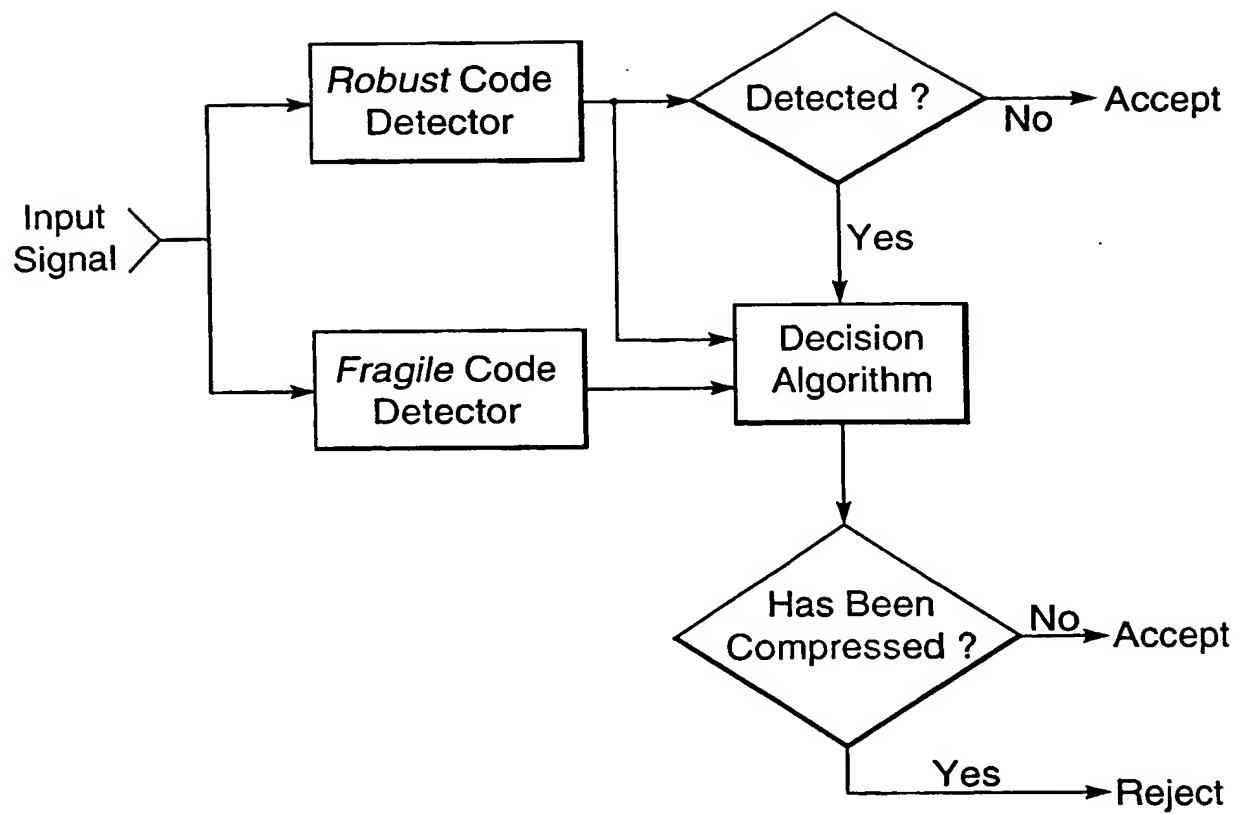 Robust Code
Detector
Detected ?
No
Accept
Input
Signal
Yes
Fragile Code
Detector
Decision
Algorithm
Has Been
Compressed ?
No
Accept
Yes
Reject